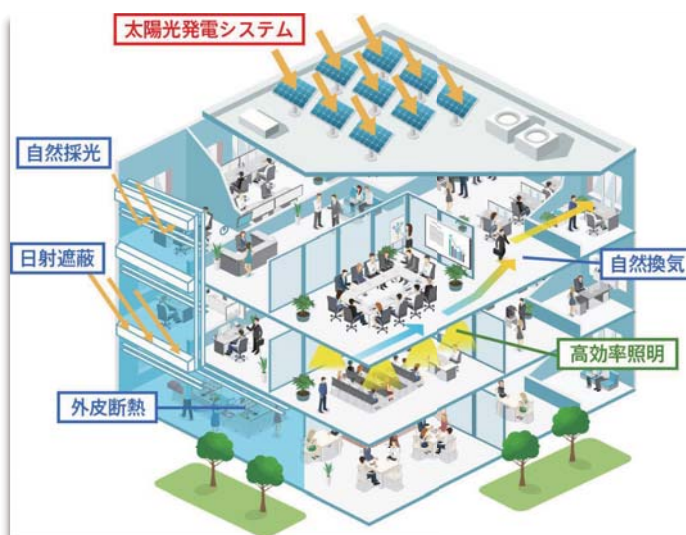 太陽光発電システム
自然採光
日射遮蔽
自然換気
高効率照明
外皮断熱